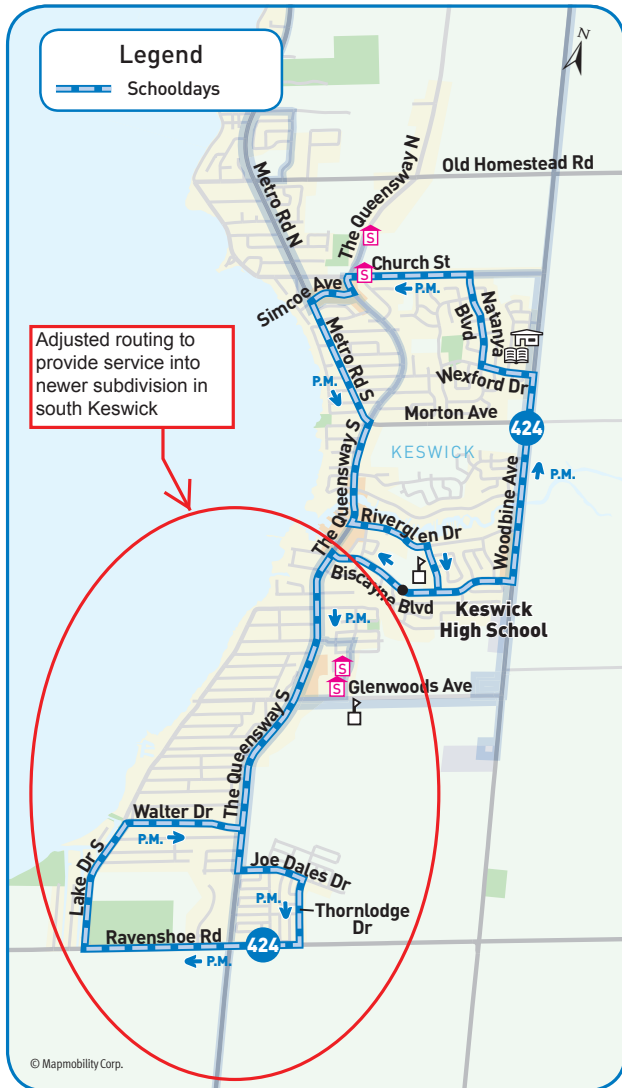 Legend
Schooldays
N
Old Homestead Rd
The Queensway N
Metro Rd N
S
S
Church St
Simcoe Ave
P.M.
Natanya
Blvd
Adjusted routing to
provide service into
newer subdivision in
south Keswick
Metro Rd S
P.M.
Wexford Dr
Morton Ave
424
KESWICK
The Queensway S
Woodbine Ave
P.M.
Riverglen Dr
Biscayne Blvd
Keswick
High School
P.M.
S
S
Glenwoods Ave
The Queensway S
Walter Dr
P.M.
Lake Dr S
Joe Dales Dr
P.M.
Thornlodge
Dr
Ravenshoe Rd
424
P.M.
© Mapmobility Corp.